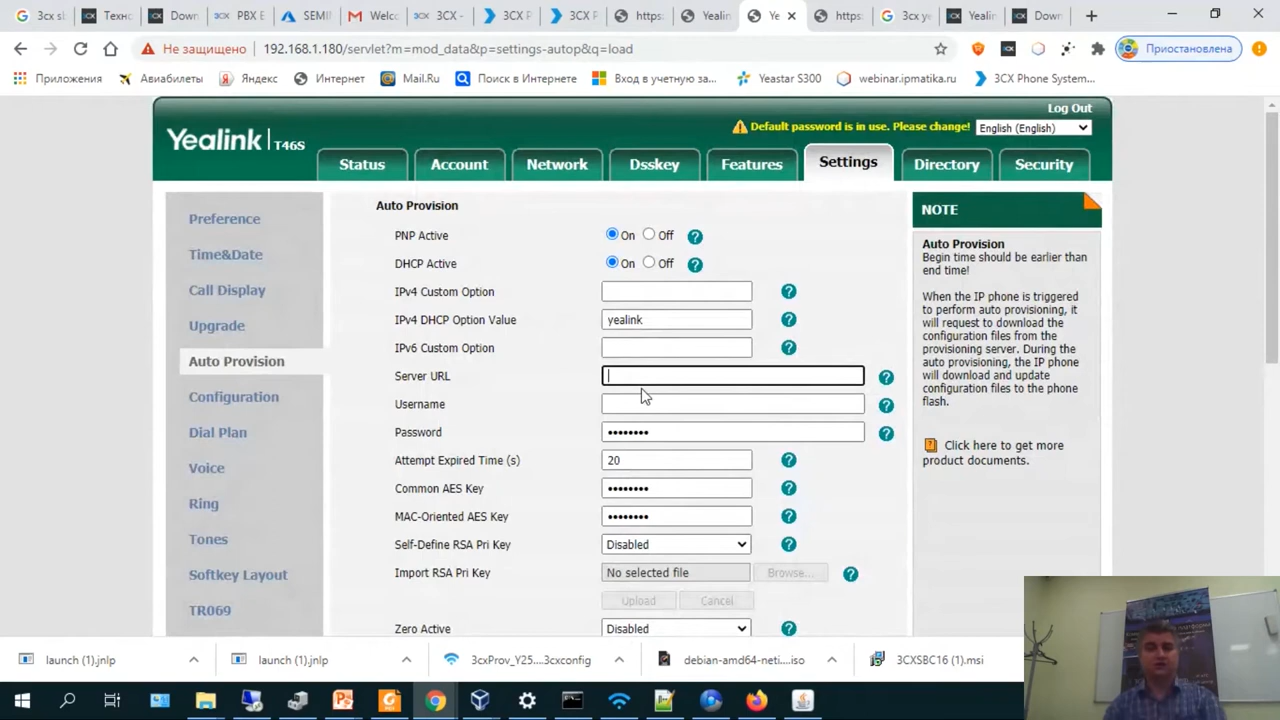 3cx sl
Техно
Down
3CX
PBX E
SEMI
Welco
3CX -
3CX P
3CX P
https:
Yealin
Ye
https:
3cx ye
Yealin
Down
Не защищено
192.168.1.180/servlet?m=mod_data&p=settings-autop&q=load
Приостановлена
Приложения
Авиабилеты
Яндекс
Интернет
Mail.Ru
Поиск в Интернете
Вход в учетную за...
Yeastar S300
webinar.ipmatika.ru
3CX Phone System...
Log Out
Yealink T46S
Default password is in use. Please change!
English (English)
Status
Account
Network
Dsskey
Features
Settings
Directory
Security
Preference
Time&Date
Call Display
Upgrade
Auto Provision
Configuration
Dial Plan
Voice
Ring
Tones
Softkey Layout
TR069
Auto Provision
PNP Active On Off
DHCP Active On Off
IPv4 Custom Option
IPv4 DHCP Option Value yealink
IPv6 Custom Option
Server URL
Username
Password ••••••••
Attempt Expired Time (s) 20
Common AES Key ••••••••
MAC-Oriented AES Key ••••••••
Self-Define RSA Pri Key Disabled
Import RSA Pri Key No selected file Browse...
Upload Cancel
Zero Active Disabled
NOTE
Auto Provision
Begin time should be earlier than
end time!
When the IP phone is triggered
to perform auto provisioning, it
will request to download the
configuration files from the
provisioning server. During the
auto provisioning, the IP phone
will download and update
configuration files to the phone
flash.
Click here to get more
product documents.
launch (1).jnlp
launch (1).jnlp
3cxProv_Y25....3cxconfig
debian-amd64-neti....iso
3CXSBC16 (1).msi